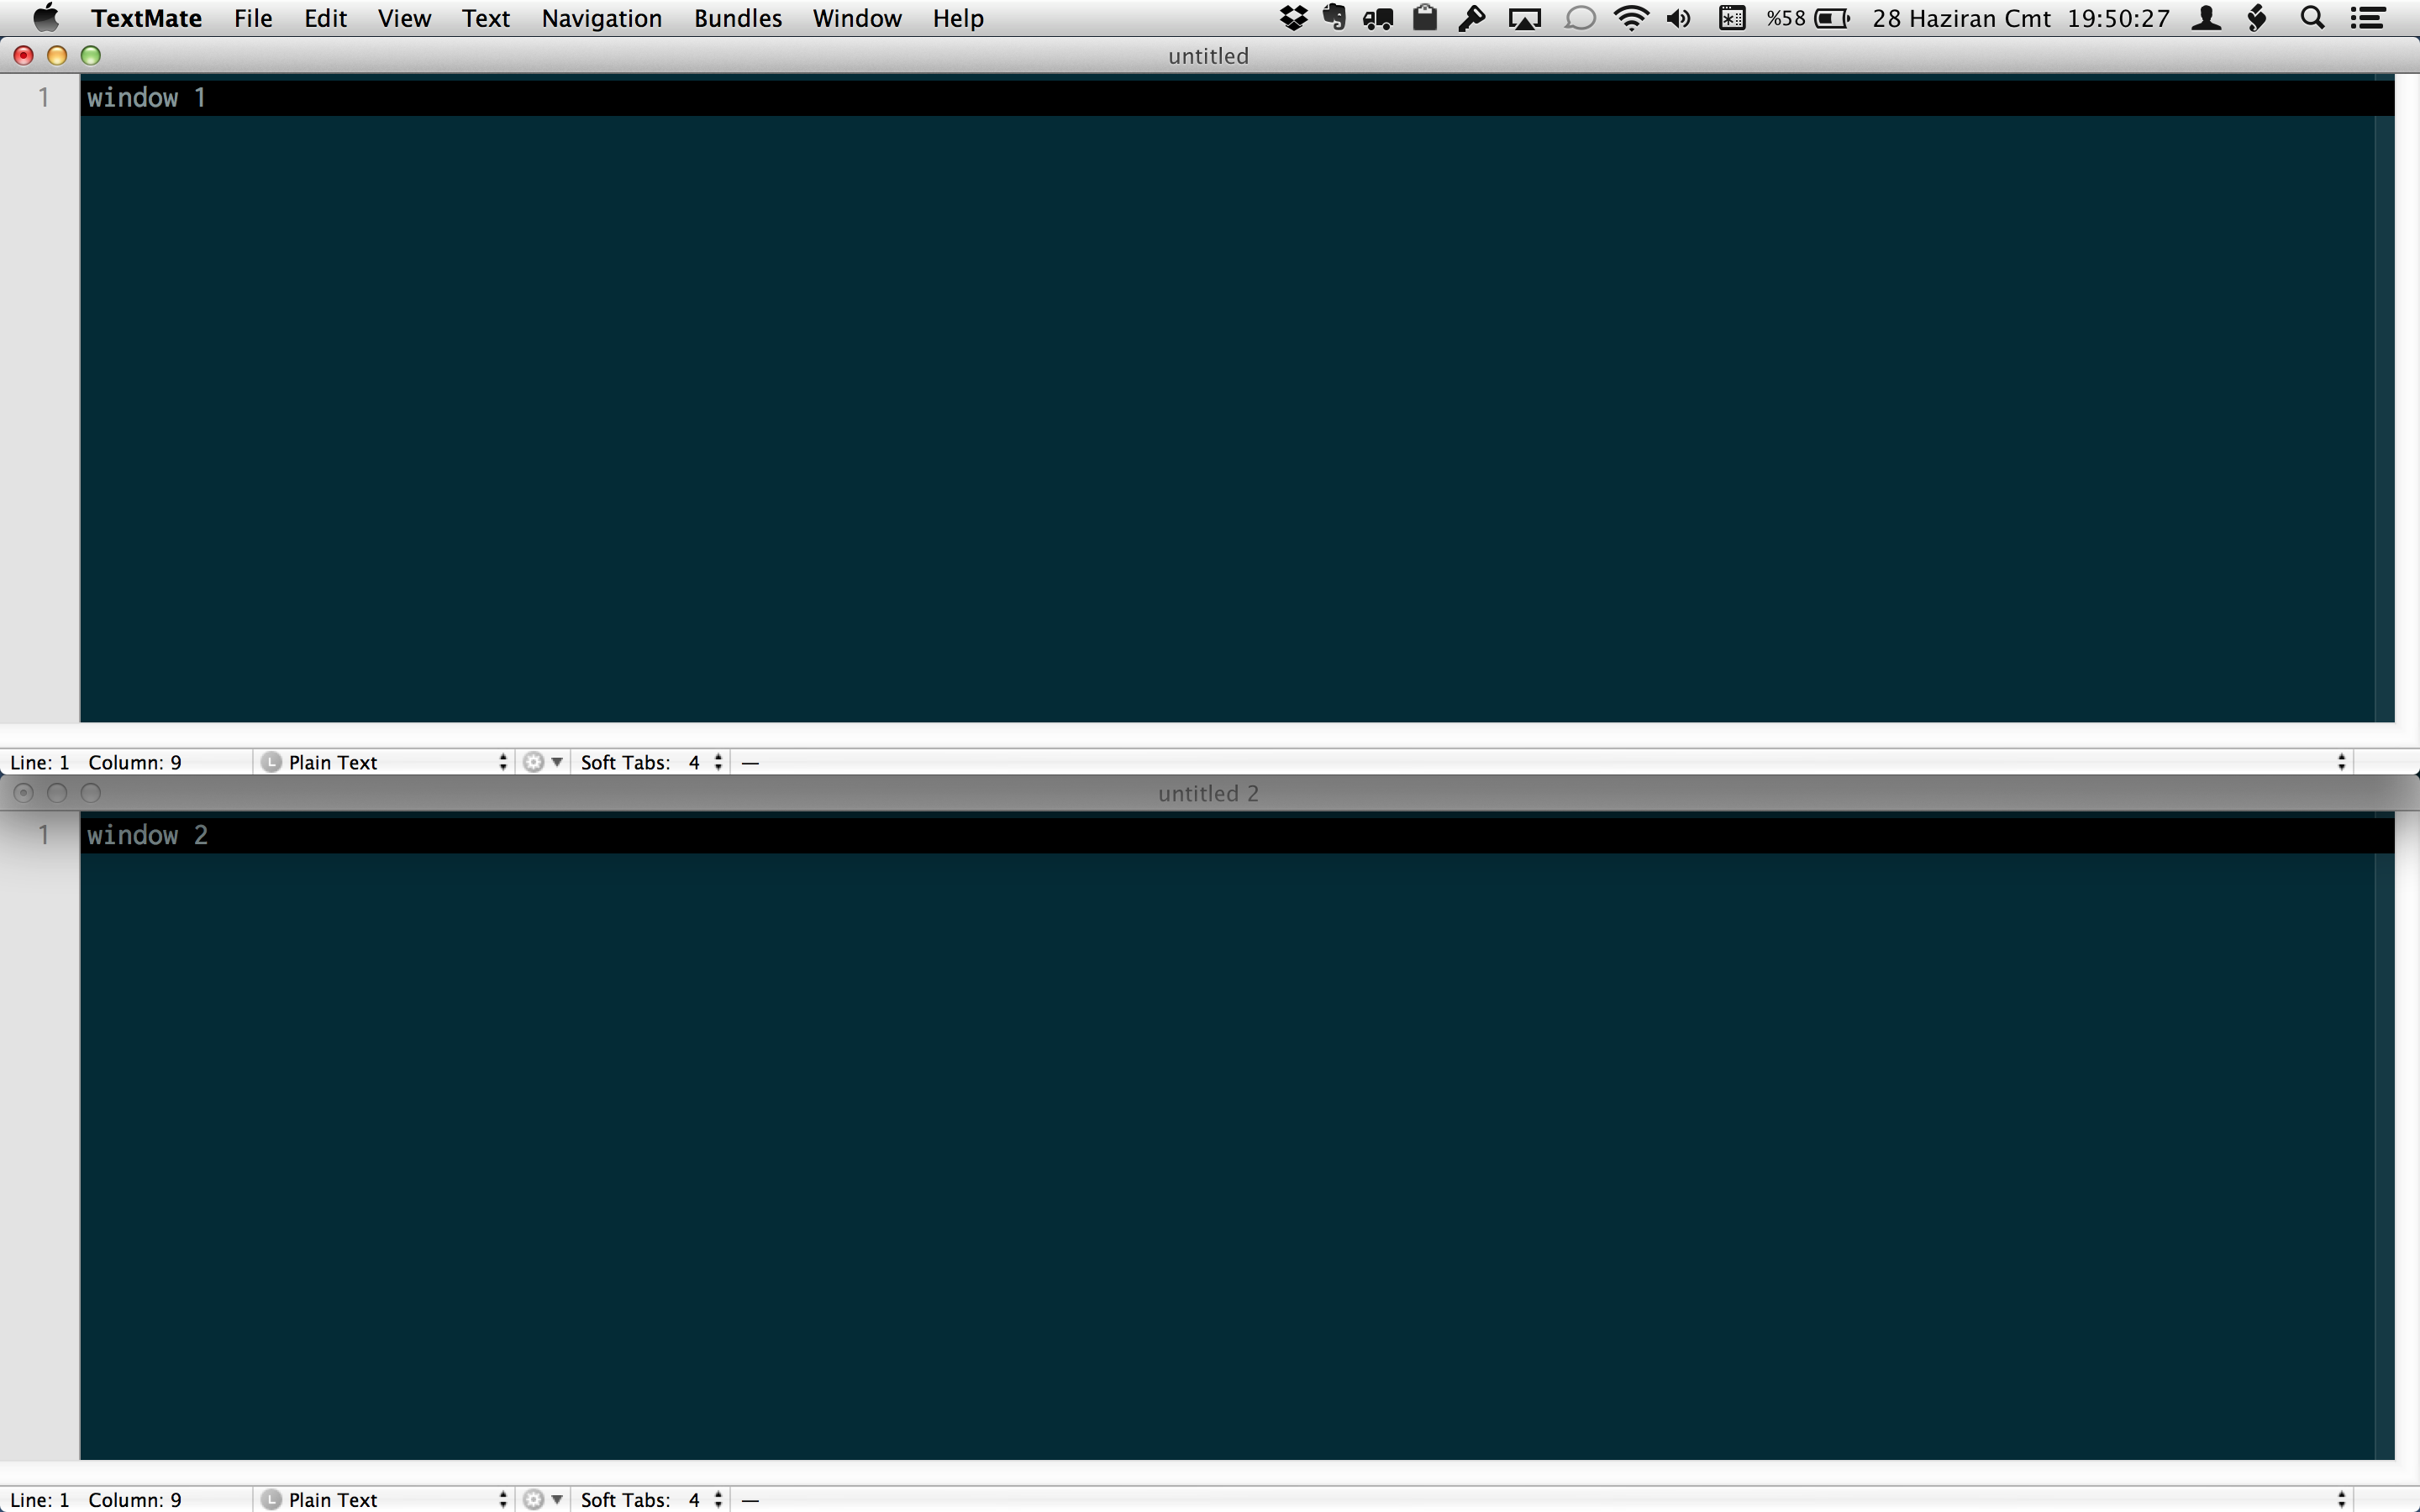 TextMate File Edit View Text Navigation Bundles Window Help %58 28 Haziran Cmt 19:50:27
untitled
1 window 1
Line: 1 Column: 9 L Plain Text Soft Tabs: 4 —
untitled 2
1 window 2
Line: 1 Column: 9 L Plain Text Soft Tabs: 4 —